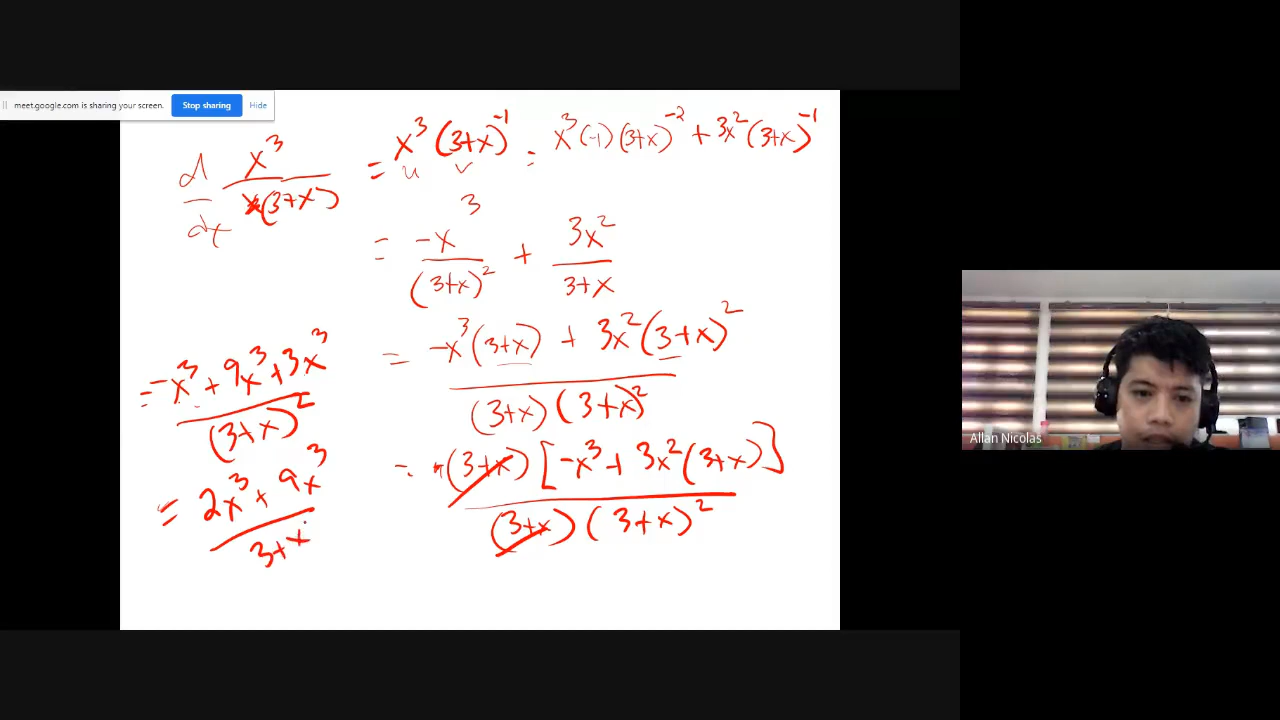 meet.google.com is sharing your screen. Stop sharing Hide
d/dx x³/(3+x) = x³(3+x)⁻¹ = x³(-1)(3+x)⁻² + 3x²(3+x)⁻¹
u v
= -x³/(3+x)² + 3x²/(3+x)
= (-x³(3+x) + 3x²(3+x)²)/((3+x)(3+x)²)
= (3+x)[-x³ + 3x²(3+x)]/((3+x)(3+x)²)
= (-x³ + 9x³ + 3x³)/(3+x)²
= (2x³ + 9x³)/(3+x)
Allan Nicolas